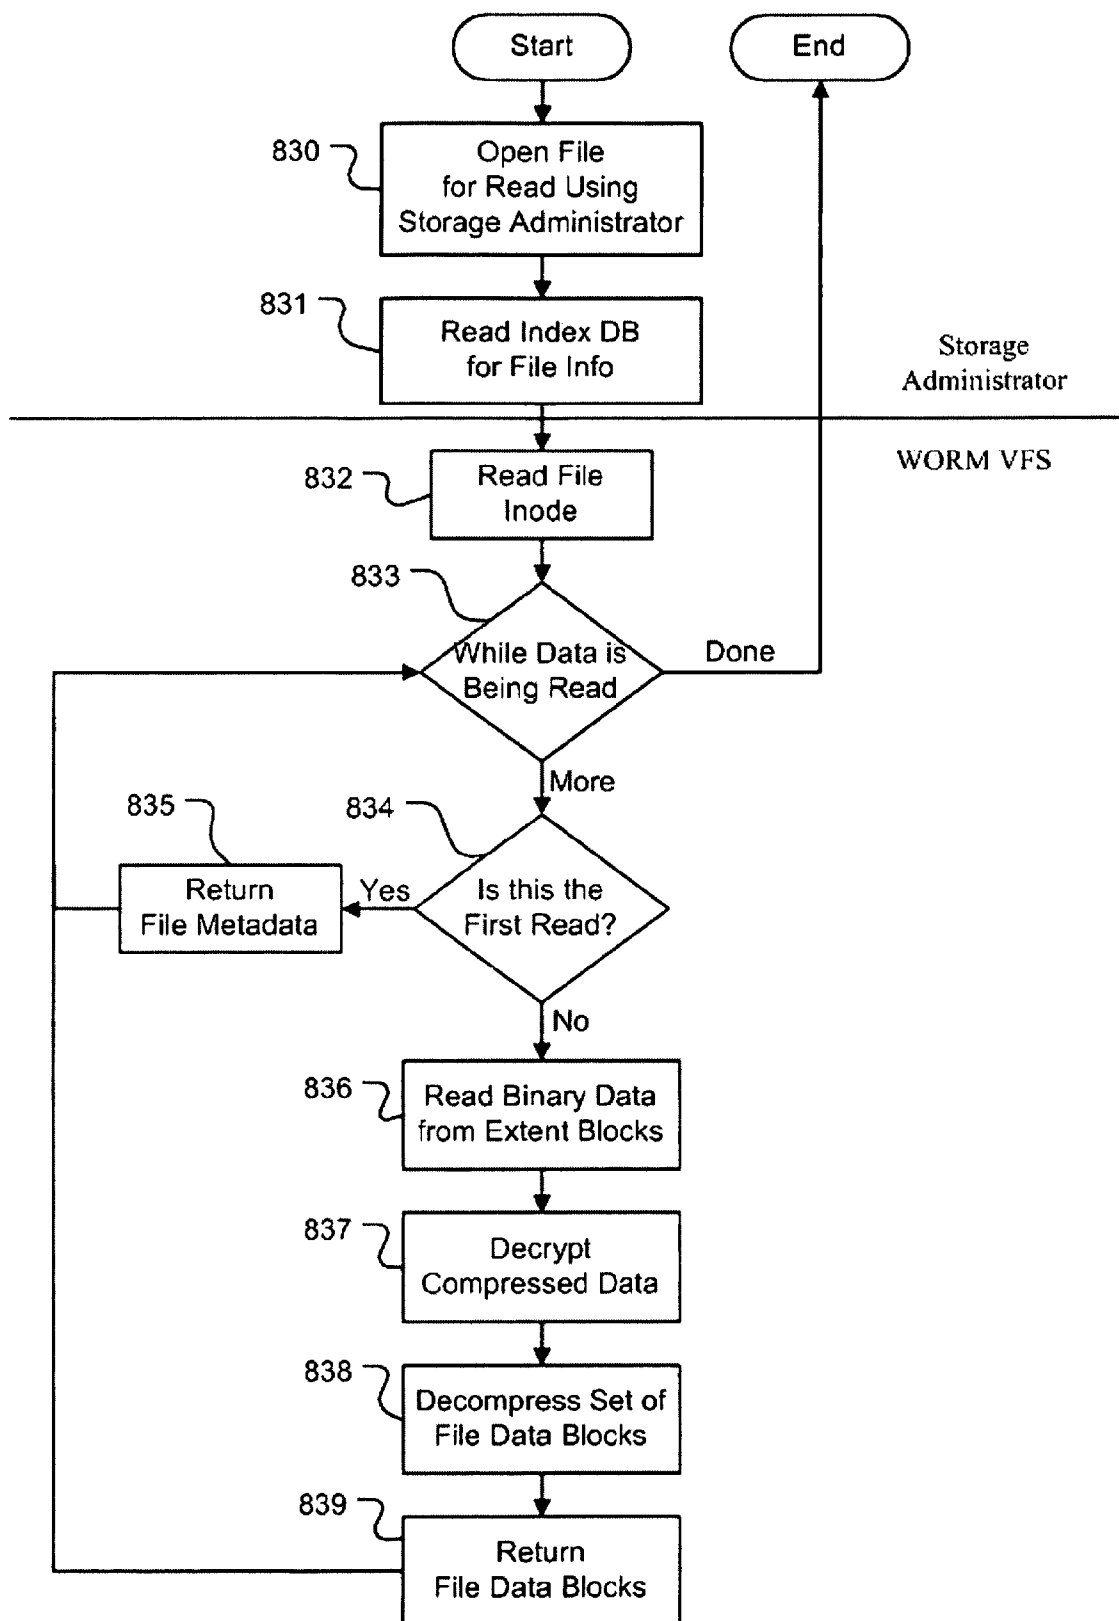 Start
End
830
Open File
for Read Using
Storage Administrator
831
Read Index DB
for File Info
Storage
Administrator
WORM VFS
832
Read File
Inode
833
While Data is
Being Read
Done
More
834
835
Is this the
First Read?
Yes
Return
File Metadata
No
836
Read Binary Data
from Extent Blocks
837
Decrypt
Compressed Data
838
Decompress Set of
File Data Blocks
839
Return
File Data Blocks